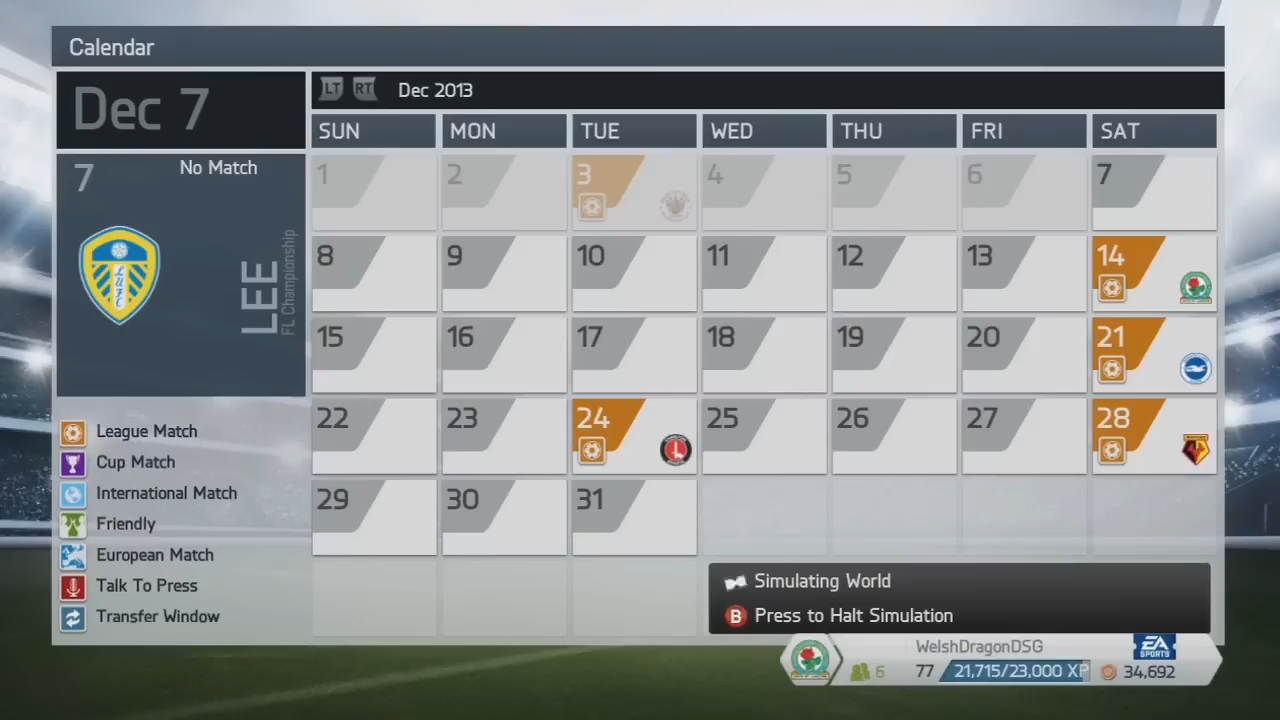 Calendar
Dec 7
LT RT Dec 2013
7 No Match
LUFC
LEE
FL Championship
SUN MON TUE WED THU FRI SAT
1 2 3 4 5 6 7
8 9 10 11 12 13 14
15 16 17 18 19 20 21
22 23 24 25 26 27 28
29 30 31
League Match
Cup Match
International Match
Friendly
European Match
Talk To Press
Transfer Window
Simulating World
B Press to Halt Simulation
WelshDragonDSG
EA SPORTS
6 77 21,715/23,000 XP 34,692